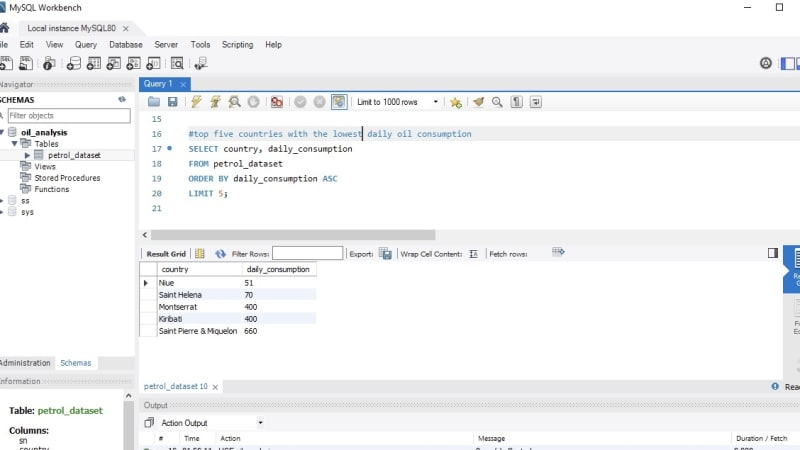 MySQL Workbench
Local instance MySQL80
Edit View Query Database Server Tools Scripting Help
Navigator
SCHEMAS
Filter objects
oil_analysis
Tables
petrol_dataset
Views
Stored Procedures
Functions
ss
sys
Administration Schemas
Information
Table: petrol_dataset
Columns:
sn
country
Query 1
Limit to 1000 rows
15
16 #top five countries with the lowest daily oil consumption
17 SELECT country, daily_consumption
18 FROM petrol_dataset
19 ORDER BY daily_consumption ASC
20 LIMIT 5;
21
Result Grid Filter Rows: Export: Wrap Cell Content: Fetch rows:
country daily_consumption
Niue 51
Saint Helena 70
Montserrat 400
Kiribati 400
Saint Pierre & Miquelon 660
petrol_dataset 10
Output
Action Output
# Time Action Message Duration / Fetch